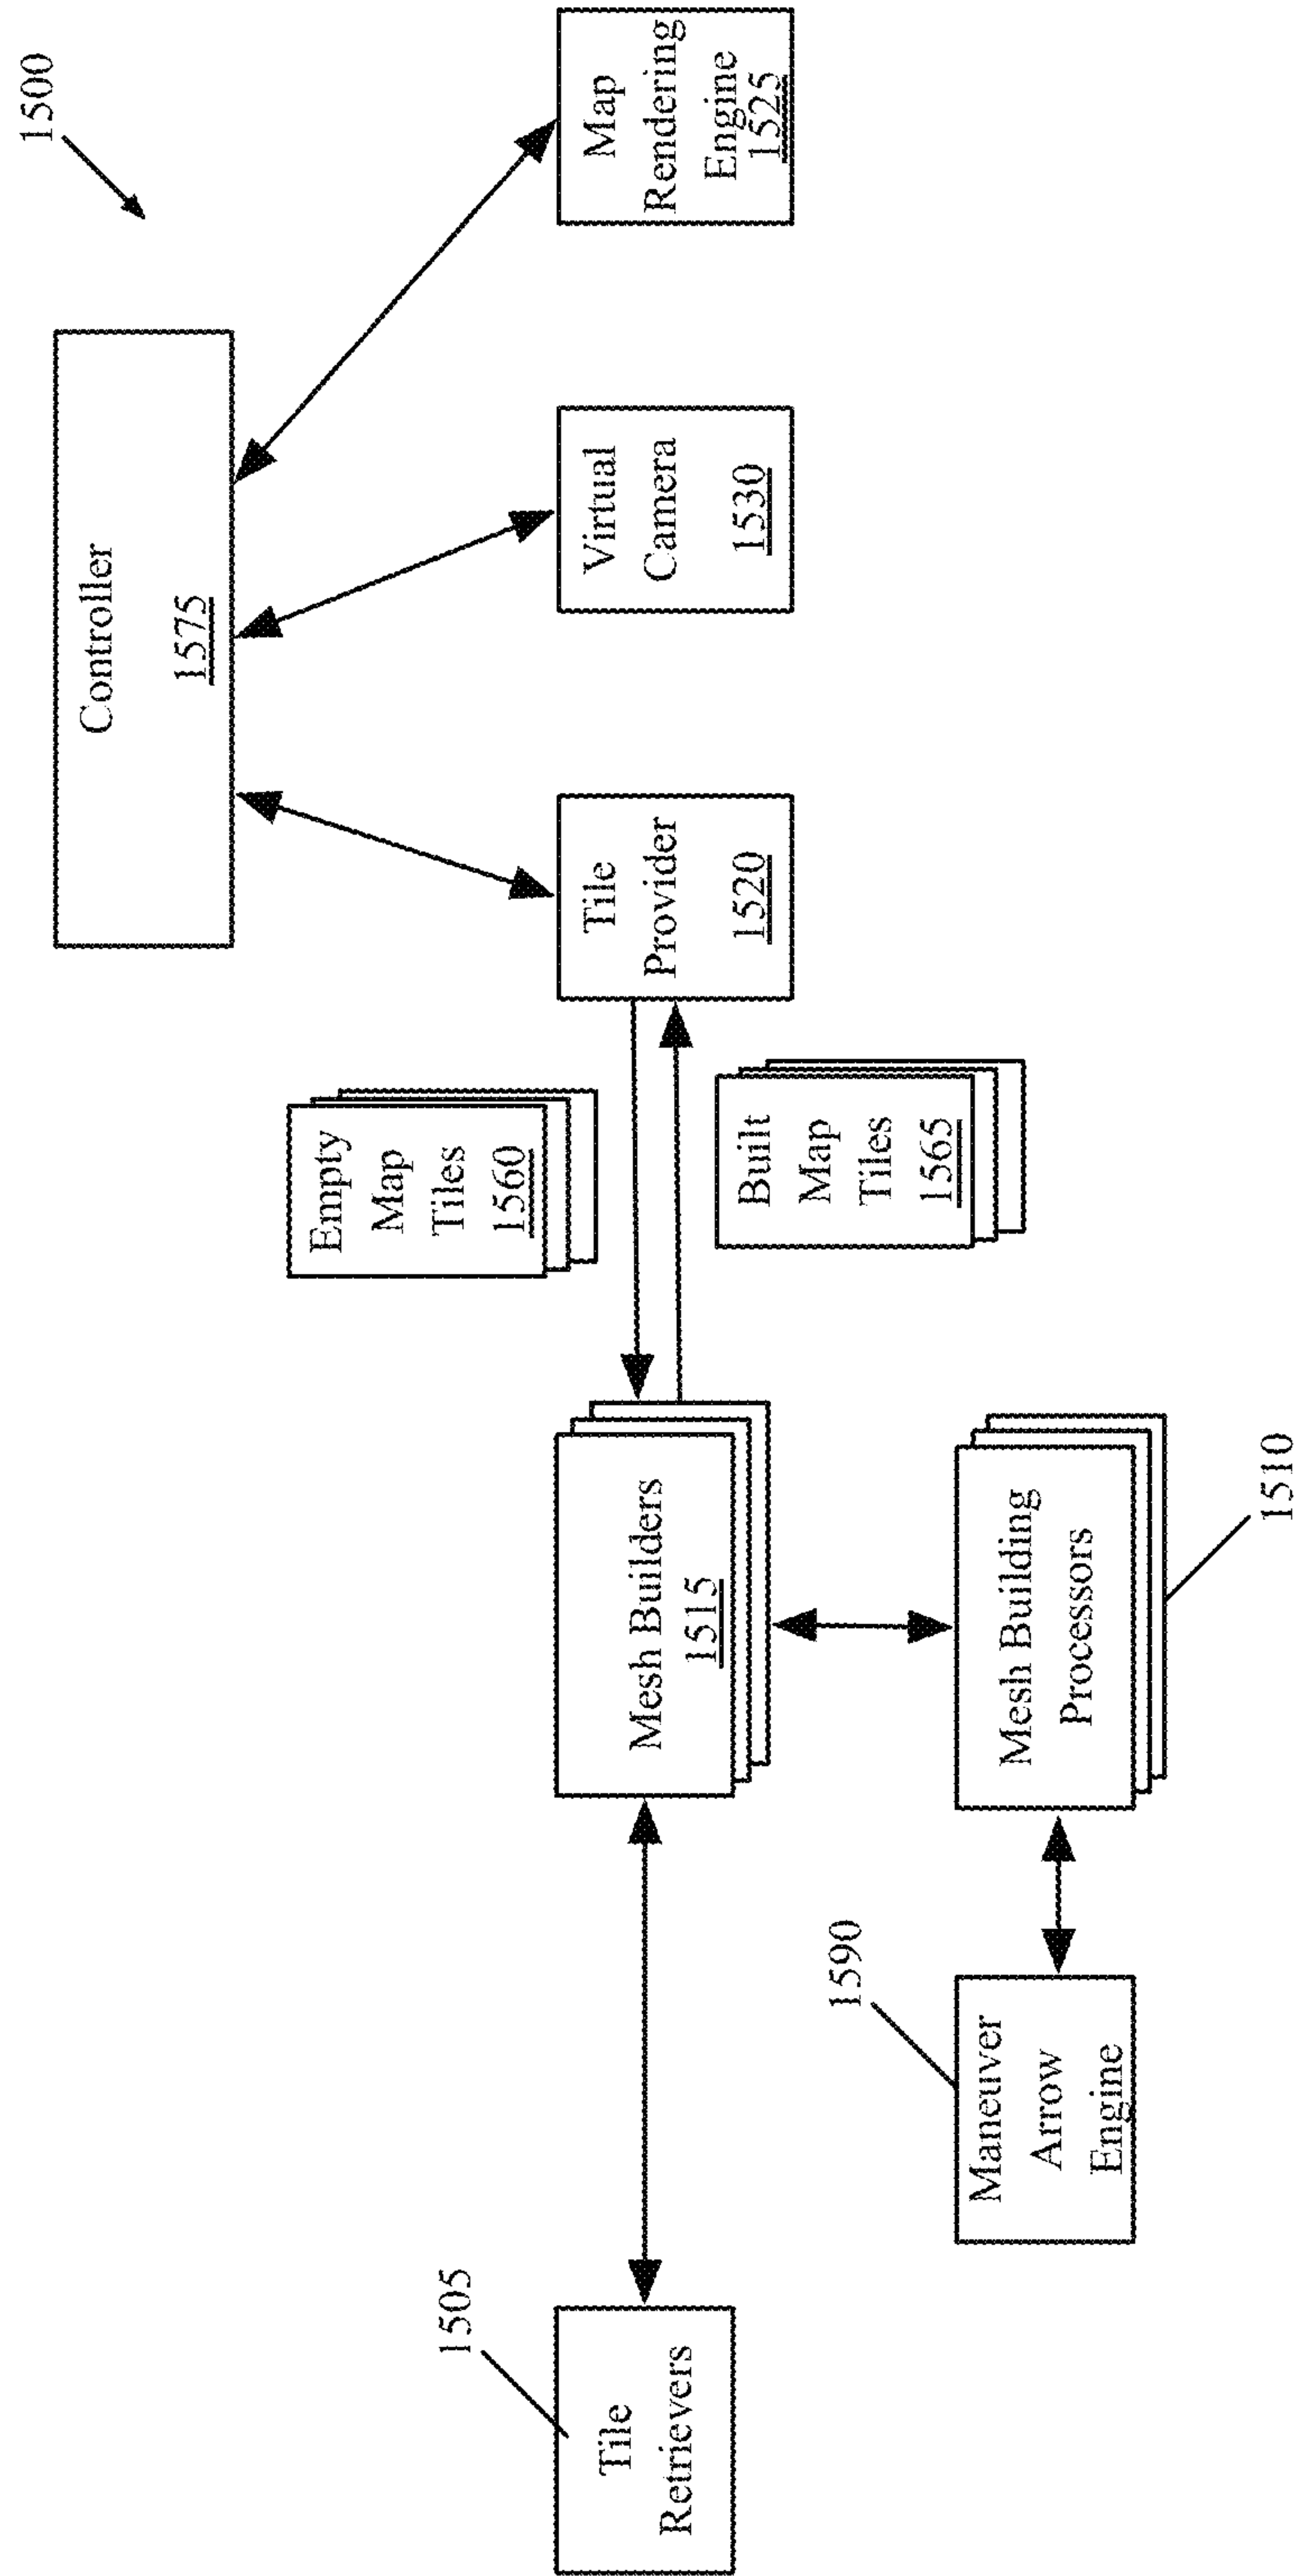 1500
Controller
1575
Tile
Provider
1520
Virtual
Camera
1530
Map
Rendering
Engine
1525
Empty
Map
Tiles
1560
Built
Map
Tiles
1565
1505
Tile
Retrievers
Mesh Builders
1515
1590
Maneuver
Arrow
Engine
Mesh Building
Processors
1510